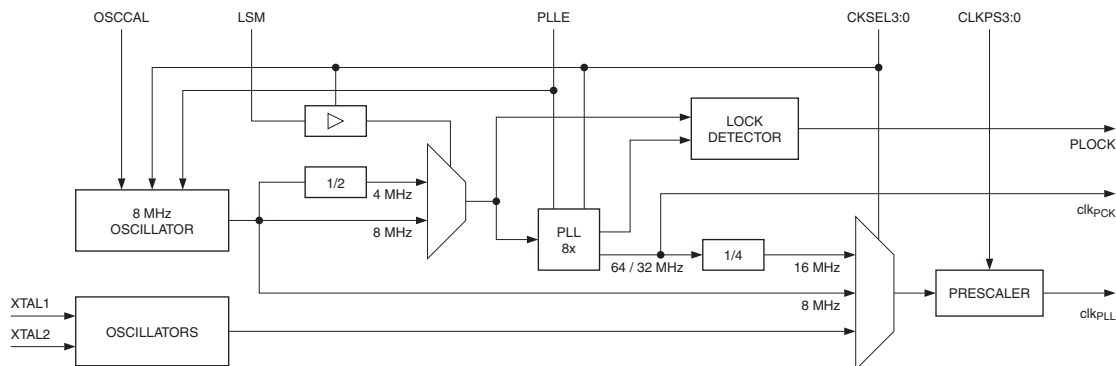 OSCCAL
LSM
PLLE
CKSEL3:0
CLKPS3:0
LOCK
DETECTOR
PLOCK
1/2
4 MHz
8 MHz
OSCILLATOR
8 MHz
PLL
8x
clkPCK
64 / 32 MHz
1/4
16 MHz
8 MHz
PRESCALER
clkPLL
XTAL1
XTAL2
OSCILLATORS